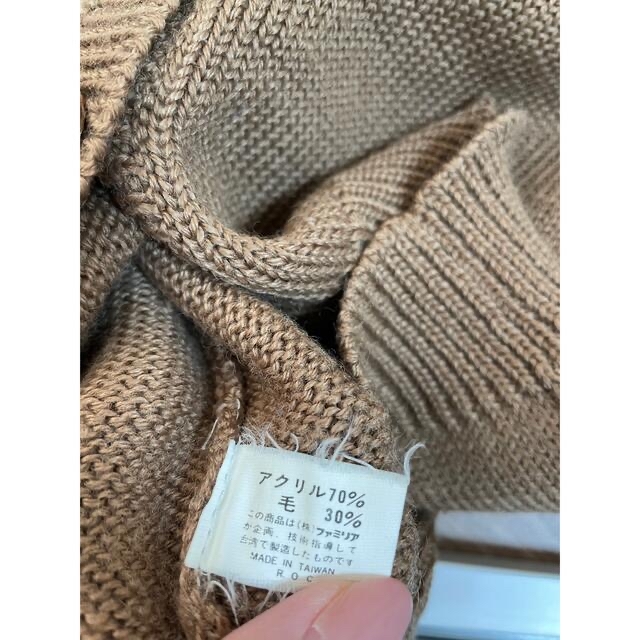 アクリル70%
毛 30%
この商品は(株)ファミリア
が企画、技術指導して
台湾で製造したものです
MADE IN TAIWAN
R O C